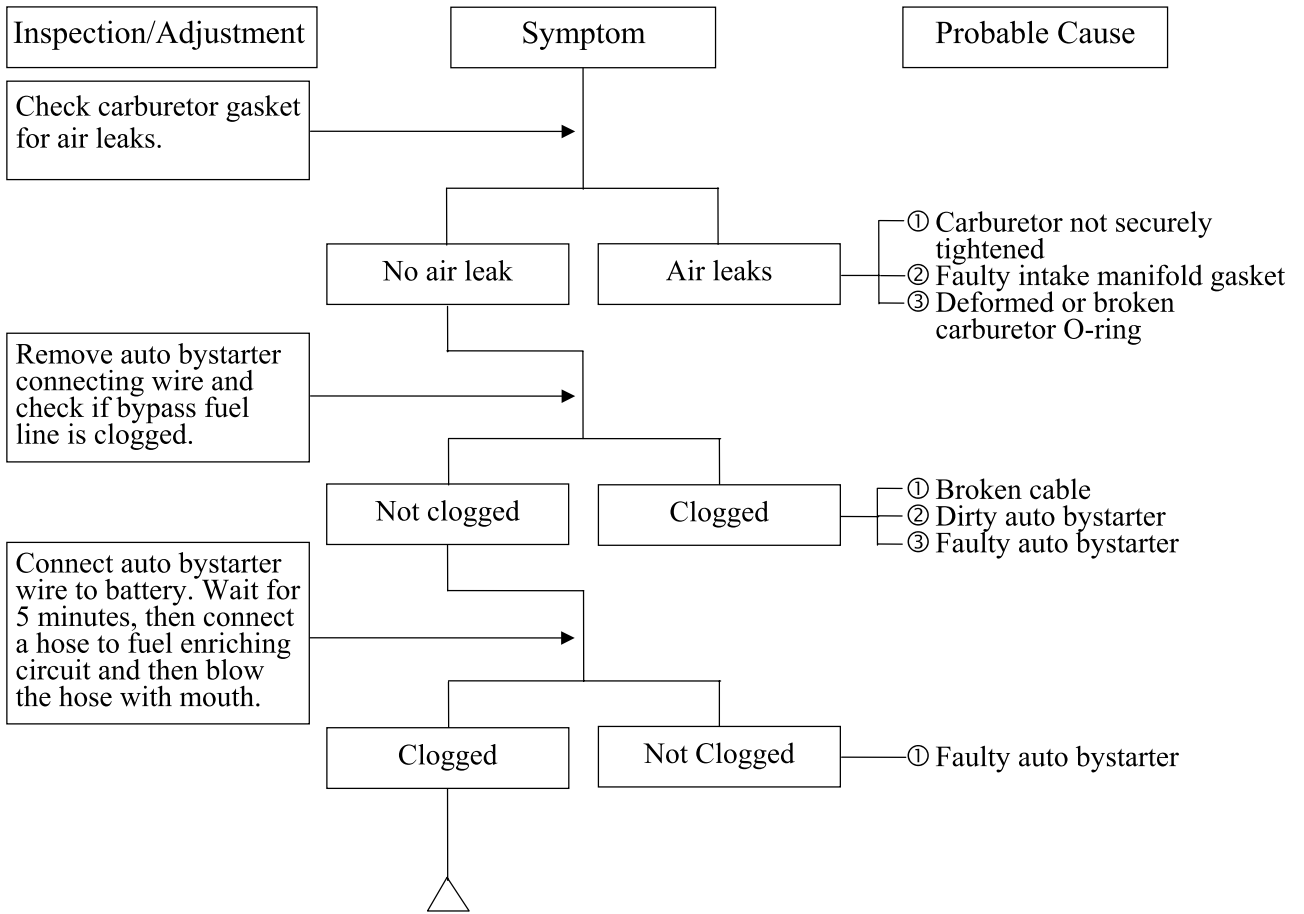 Inspection/Adjustment
Symptom
Probable Cause
Check carburetor gasket
for air leaks.
No air leak
Air leaks
① Carburetor not securely
tightened
② Faulty intake manifold gasket
③ Deformed or broken
carburetor O-ring
Remove auto bystarter
connecting wire and
check if bypass fuel
line is clogged.
Not clogged
Clogged
① Broken cable
② Dirty auto bystarter
③ Faulty auto bystarter
Connect auto bystarter
wire to battery. Wait for
5 minutes, then connect
a hose to fuel enriching
circuit and then blow
the hose with mouth.
Clogged
Not Clogged
① Faulty auto bystarter